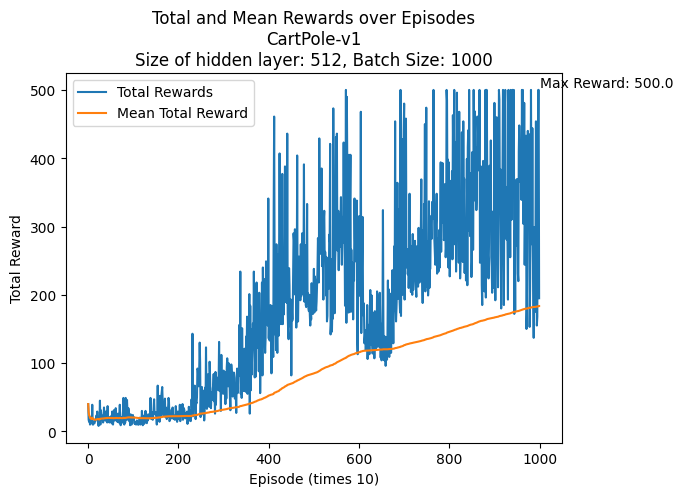 Total and Mean Rewards over Episodes
CartPole-v1
Size of hidden layer: 512, Batch Size: 1000
Total Rewards
Mean Total Reward
Max Reward: 500.0
500
400
300
200
100
0
Total Reward
0 200 400 600 800 1000
Episode (times 10)